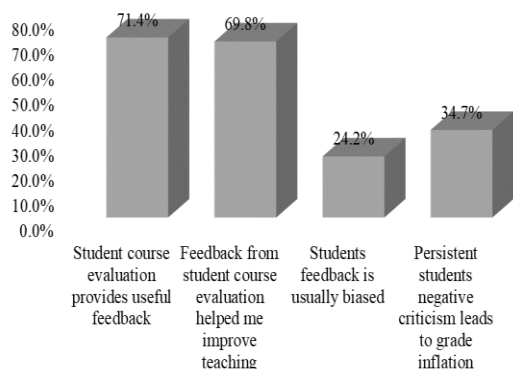 80.0%
70.0%
60.0%
50.0%
40.0%
30.0%
20.0%
10.0%
0.0%
71.4%
69.8%
24.2%
34.7%
Student course
evaluation
provides useful
feedback
Feedback from
student course
evaluation
helped me
improve
teaching
Students
feedback is
usually biased
Persistent
students
negative
criticism leads
to grade
inflation